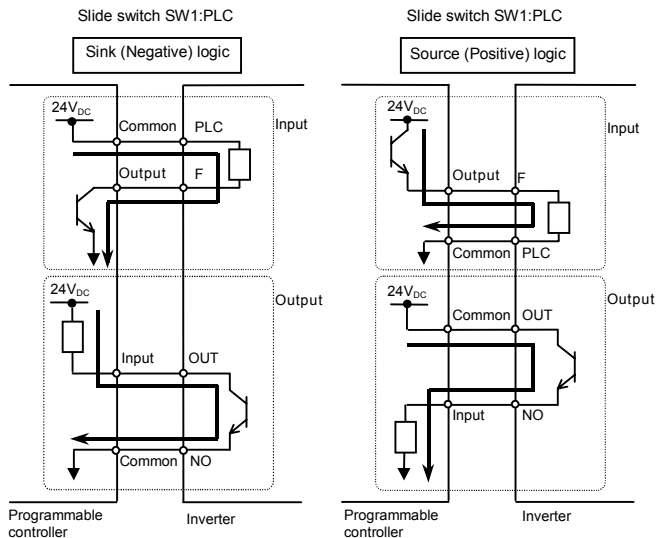 Slide switch SW1:PLC
Sink (Negative) logic
24VDC
Common
PLC
Input
Output
F
24VDC
Output
Input
OUT
Common
NO
Programmable
controller
Inverter
Slide switch SW1:PLC
Source (Positive) logic
24VDC
Input
Output
F
Common
PLC
24VDC
Output
Common
OUT
Input
NO
Programmable
controller
Inverter